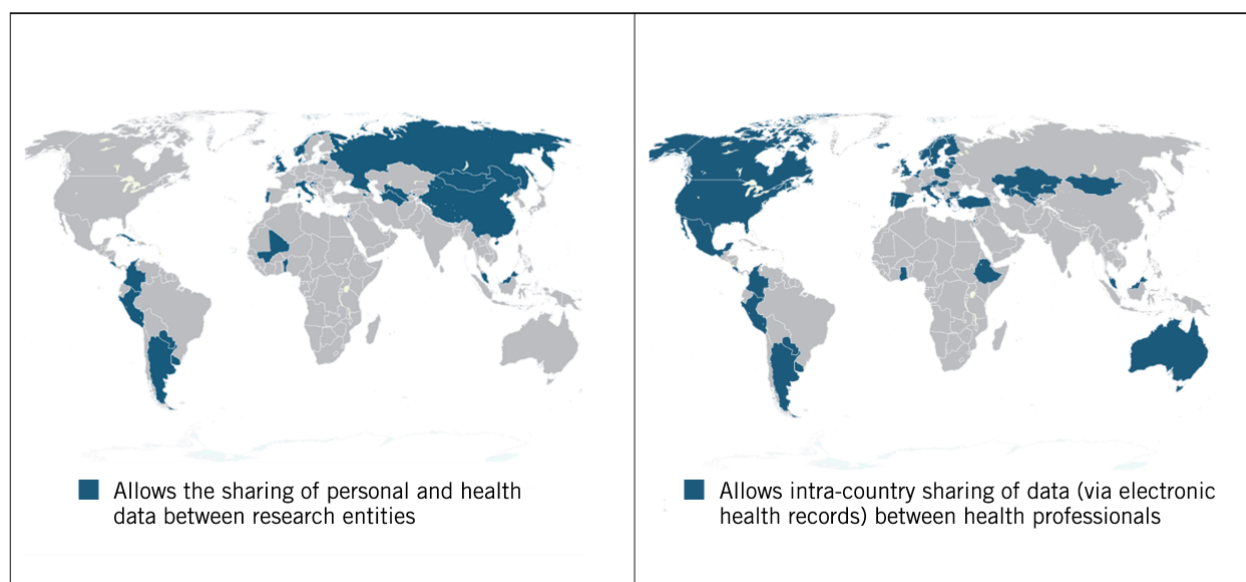 Allows the sharing of personal and health
data between research entities
Allows intra-country sharing of data (via electronic
health records) between health professionals